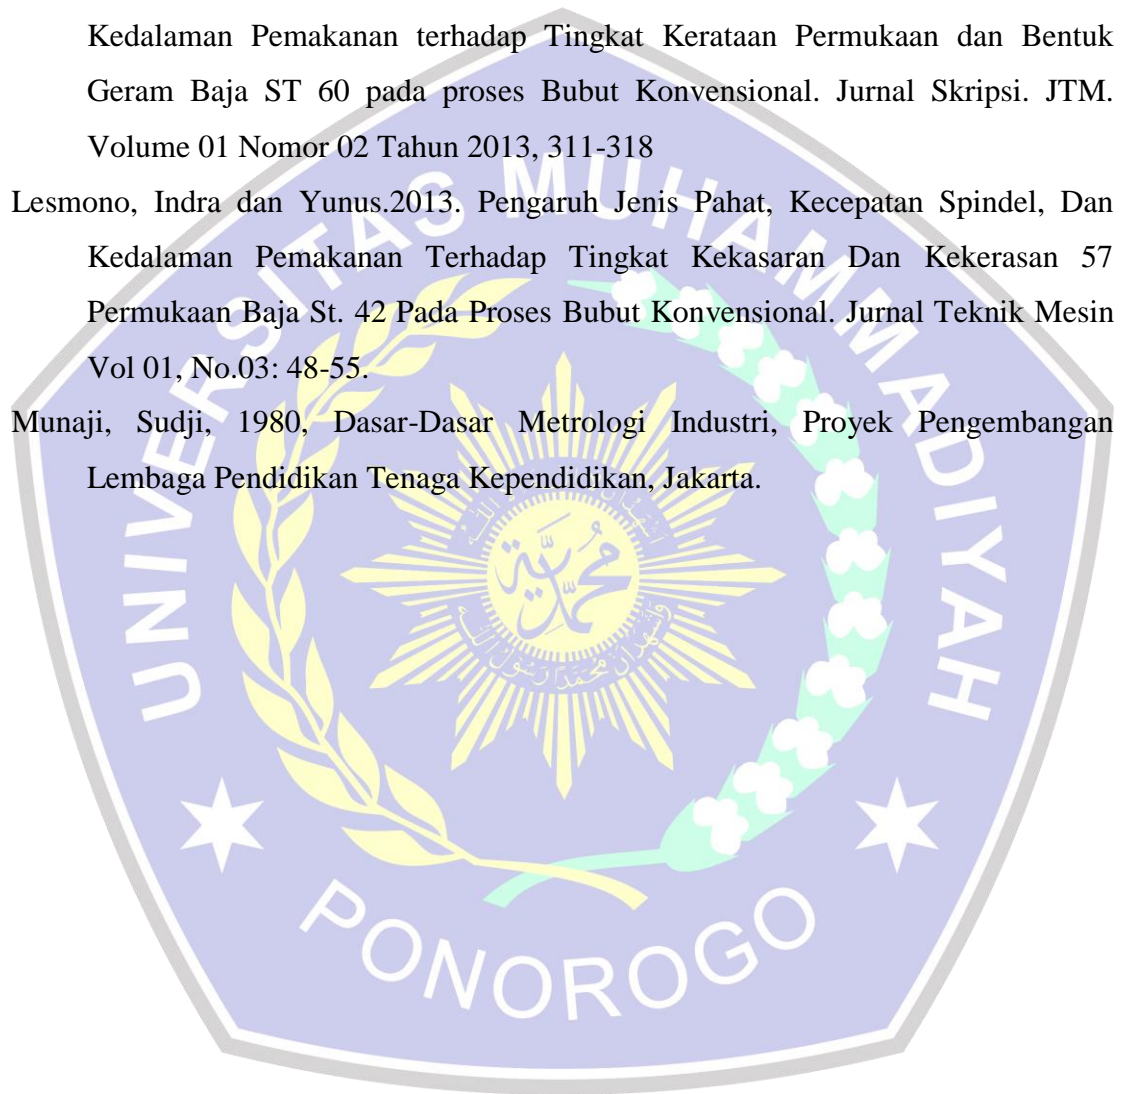 Kedalaman Pemakanan terhadap Tingkat Kerataan Permukaan dan Bentuk
Geram Baja ST 60 pada proses Bubut Konvensional. Jurnal Skripsi. JTM.
Volume 01 Nomor 02 Tahun 2013, 311-318
Lesmono, Indra dan Yunus.2013. Pengaruh Jenis Pahat, Kecepatan Spindel, Dan
Kedalaman Pemakanan Terhadap Tingkat Kekasaran Dan Kekerasan 57
Permukaan Baja St. 42 Pada Proses Bubut Konvensional. Jurnal Teknik Mesin
Vol 01, No.03: 48-55.
Munaji, Sudji, 1980, Dasar-Dasar Metrologi Industri, Proyek Pengembangan
Lembaga Pendidikan Tenaga Kependidikan, Jakarta.
UNIVERSITAS MUHAMMADIYAH
محمدية
PONOROGO